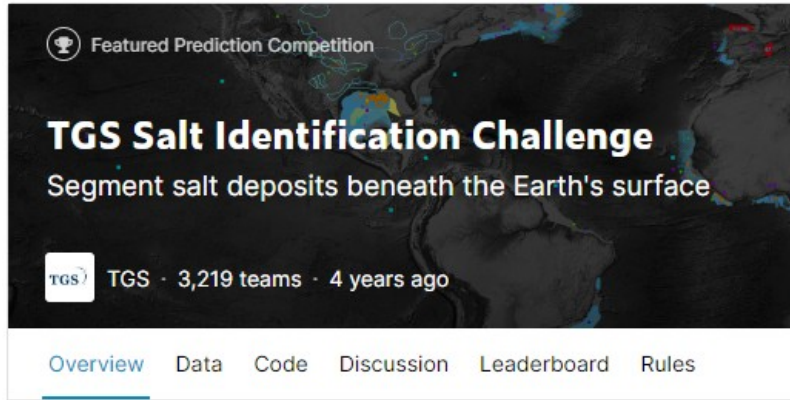 Featured Prediction Competition
TGS Salt Identification Challenge
Segment salt deposits beneath the Earth's surface
TGS TGS · 3,219 teams · 4 years ago
Overview Data Code Discussion Leaderboard Rules